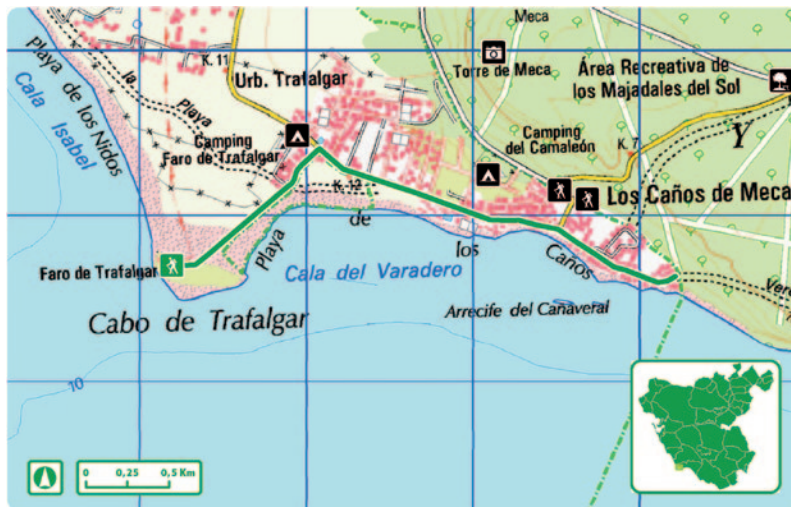 Meca
K. 11
Playa de los Nidos
Cala Isabel
la Playa
Urb. Trafalgar
Torre de Meca
Área Recreativa de
los Majadales del Sol
Camping
Faro de Trafalgar
Camping
del Camaleón
K. 7
Y
K. 12
Los Caños de Meca
Playa de los Caños
Faro de Trafalgar
Cala del Varadero
Arrecife del Cañaveral
Cabo de Trafalgar
10
0 0,25 0,5 Km